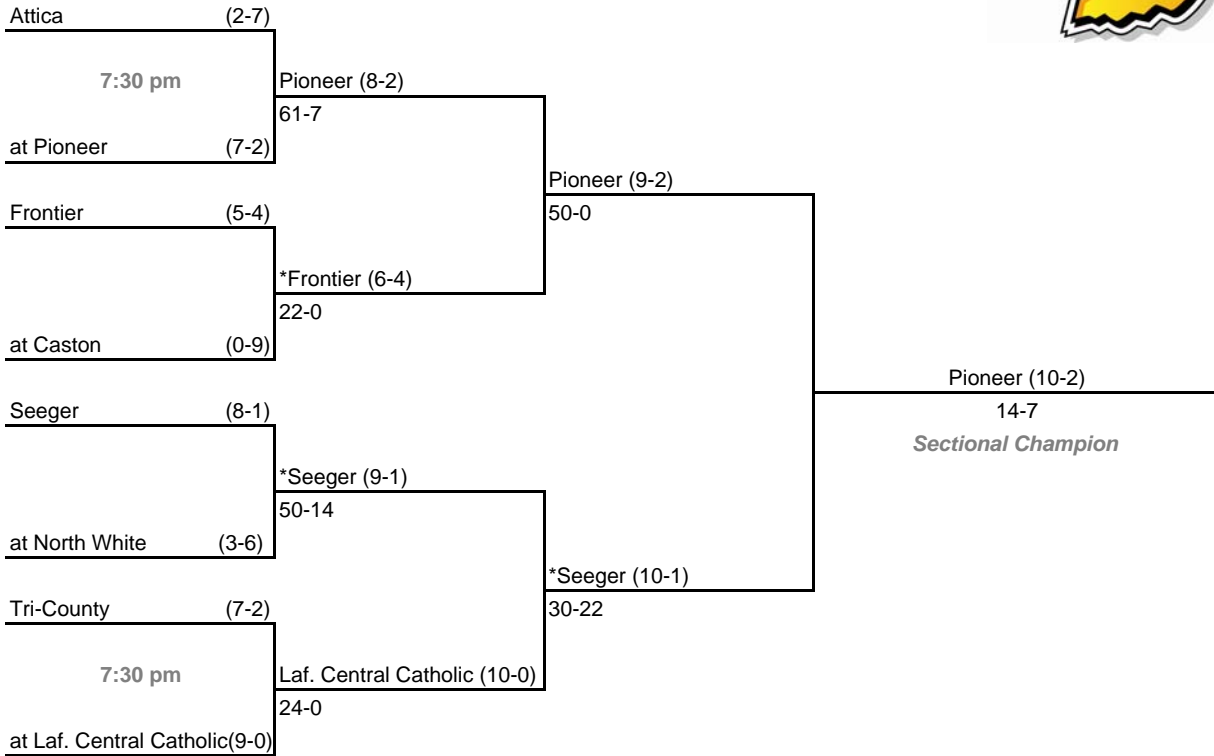 Attica (2-7)
7:30 pm
Pioneer (8-2)
61-7
at Pioneer (7-2)
Pioneer (9-2)
50-0
Frontier (5-4)
*Frontier (6-4)
22-0
at Caston (0-9)
Pioneer (10-2)
14-7
Sectional Champion
Seeger (8-1)
*Seeger (9-1)
50-14
at North White (3-6)
*Seeger (10-1)
30-22
Tri-County (7-2)
7:30 pm
Laf. Central Catholic (10-0)
24-0
at Laf. Central Catholic(9-0)